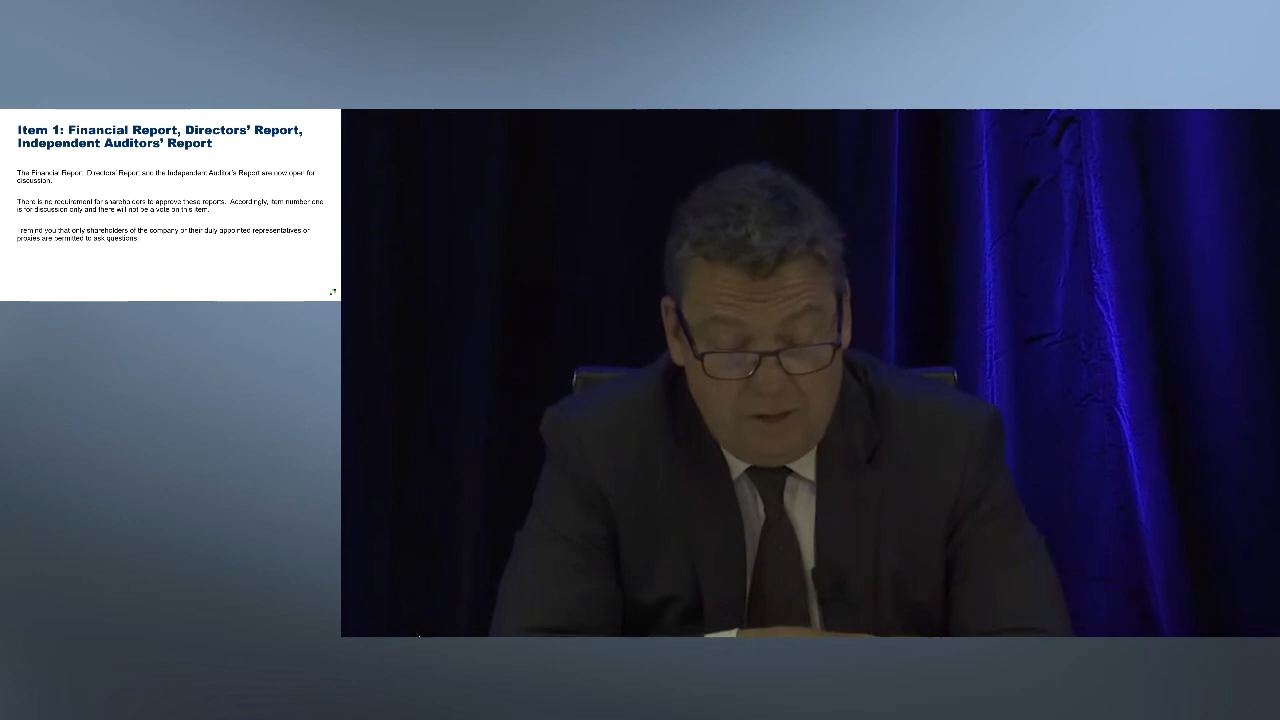 Item 1: Financial Report, Directors’ Report,
Independent Auditors’ Report
The Financial Report, Directors’ Report and the Independent Auditor’s Report are now open for
discussion.
There is no requirement for shareholders to approve these reports. Accordingly, item number one
is for discussion only and there will not be a vote on this item.
I remind you that only shareholders of the company or their duly appointed representatives or
proxies are permitted to ask questions